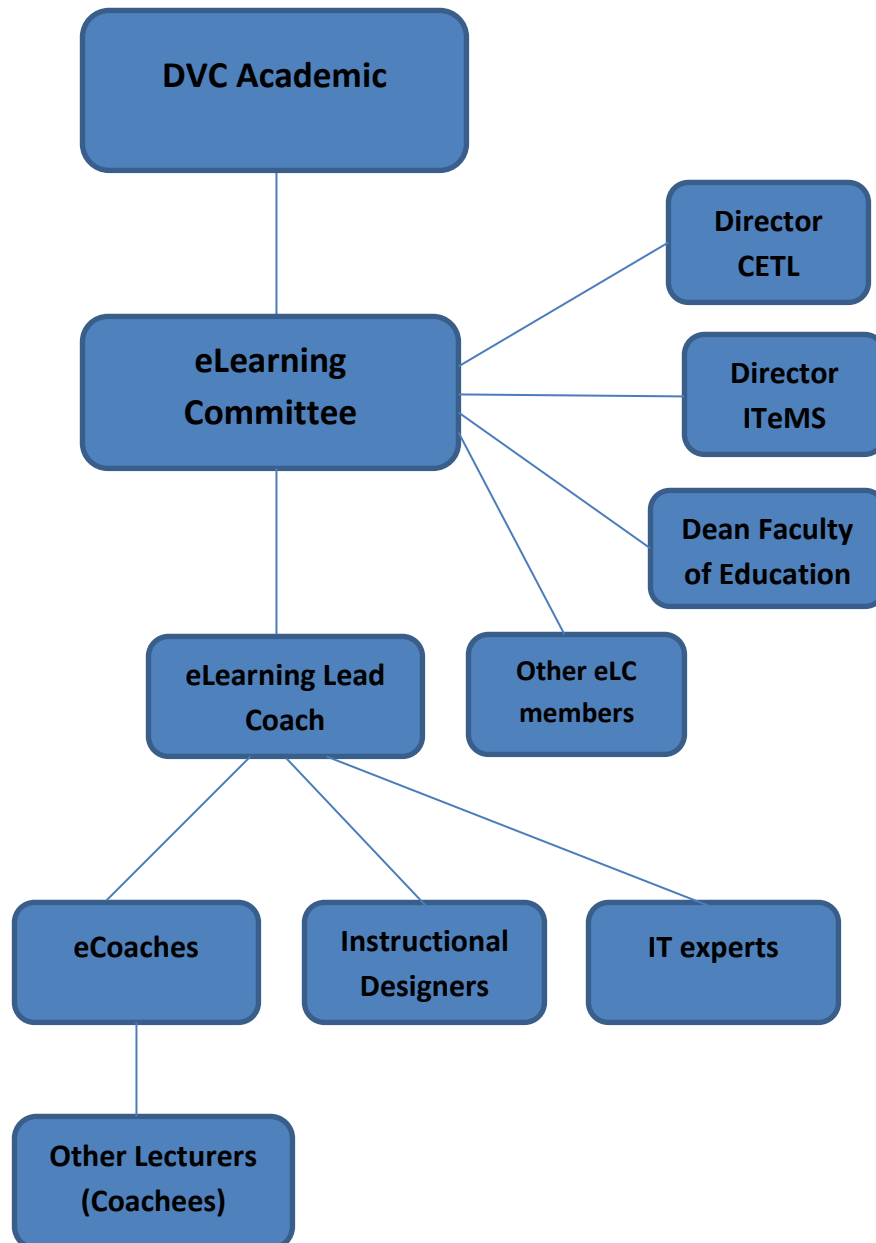 DVC Academic
Director
CETL
eLearning
Committee
Director
ITeMS
Dean Faculty
of Education
eLearning Lead
Coach
Other eLC
members
eCoaches
Instructional
Designers
IT experts
Other Lecturers
(Coachees)